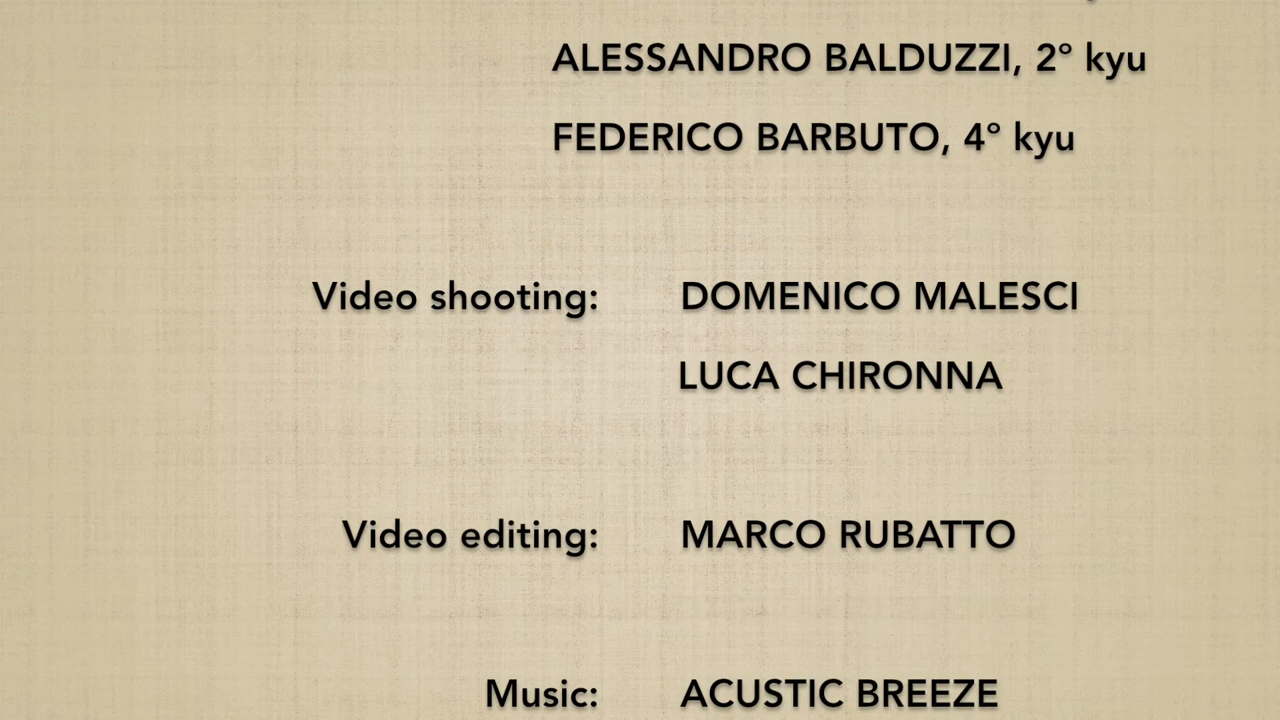 ALESSANDRO BALDUZZI, 2° kyu
FEDERICO BARBUTO, 4° kyu
Video shooting: DOMENICO MALESCI
LUCA CHIRONNA
Video editing: MARCO RUBATTO
Music: ACUSTIC BREEZE